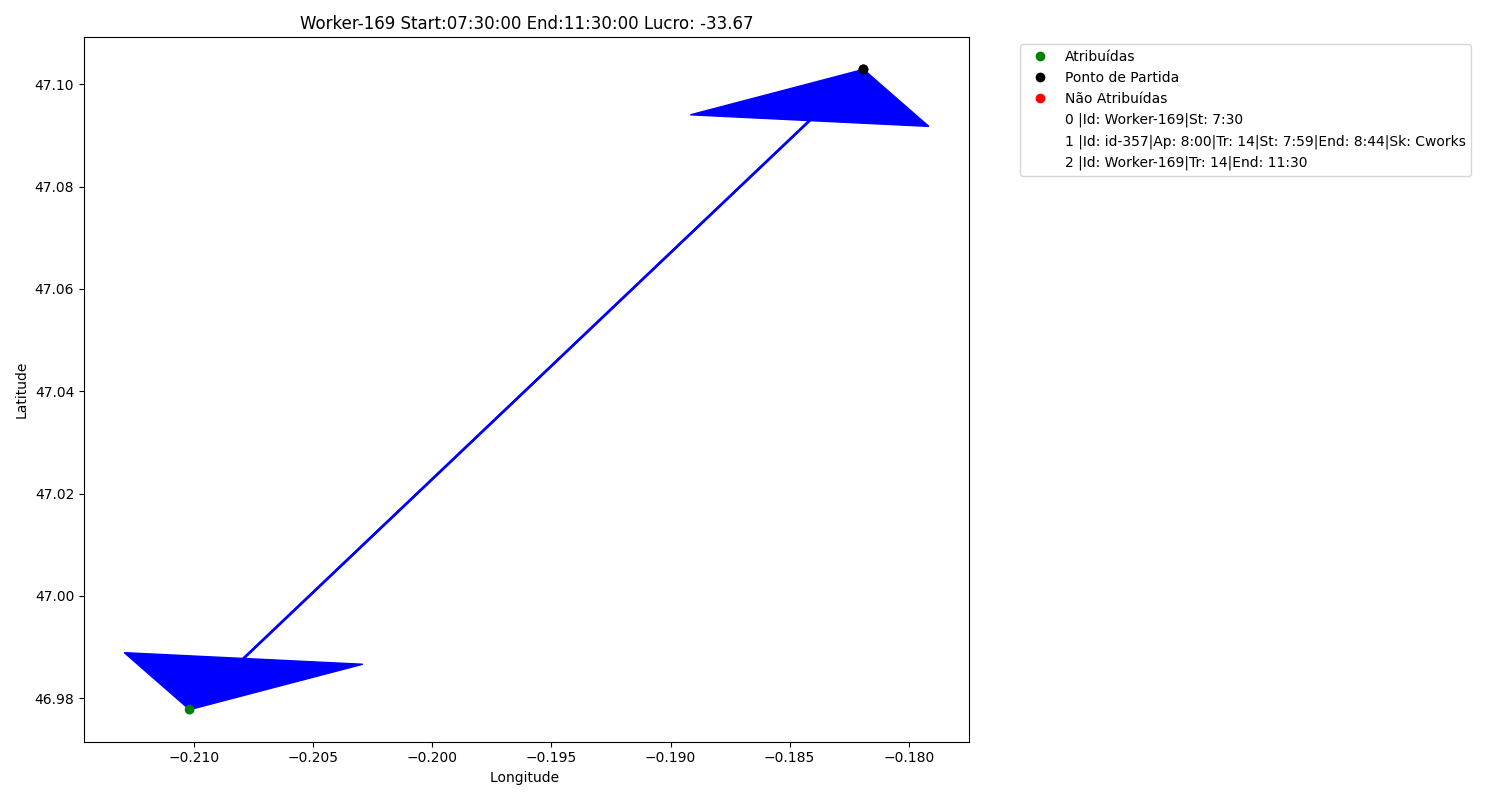 Worker-169 Start:07:30:00 End:11:30:00 Lucro: -33.67
Atribuídas
Ponto de Partida
Não Atribuídas
0 |Id: Worker-169|St: 7:30
1 |Id: id-357|Ap: 8:00|Tr: 14|St: 7:59|End: 8:44|Sk: Cworks
2 |Id: Worker-169|Tr: 14|End: 11:30
47.10
47.08
47.06
47.04
47.02
47.00
46.98
Latitude
−0.210 −0.205 −0.200 −0.195 −0.190 −0.185 −0.180
Longitude